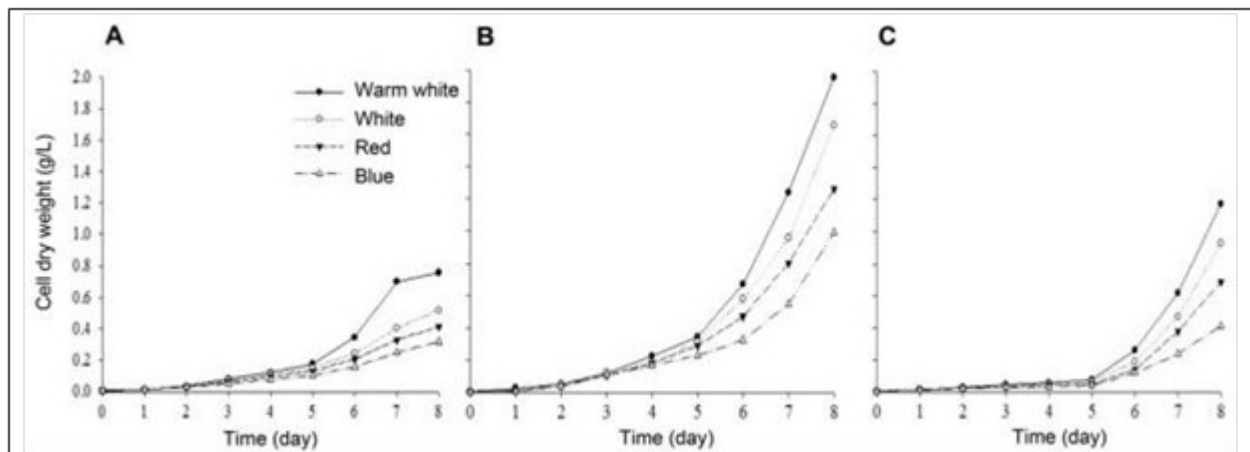 A B C
Warm white
White
Red
Blue
Cell dry weight (g/L)
2.0
1.8
1.6
1.4
1.2
1.0
0.8
0.6
0.4
0.2
0.0
0 1 2 3 4 5 6 7 8 0 1 2 3 4 5 6 7 8 0 1 2 3 4 5 6 7 8
Time (day) Time (day) Time (day)